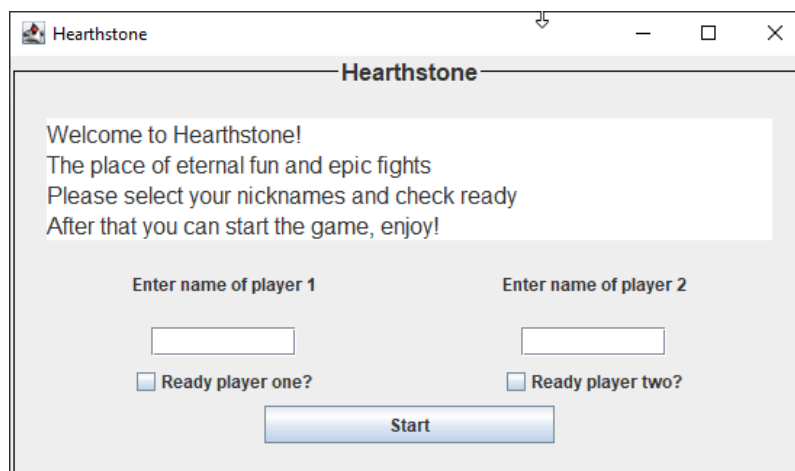 Hearthstone
Hearthstone
Welcome to Hearthstone!
The place of eternal fun and epic fights
Please select your nicknames and check ready
After that you can start the game, enjoy!
Enter name of player 1
Enter name of player 2
Ready player one?
Ready player two?
Start